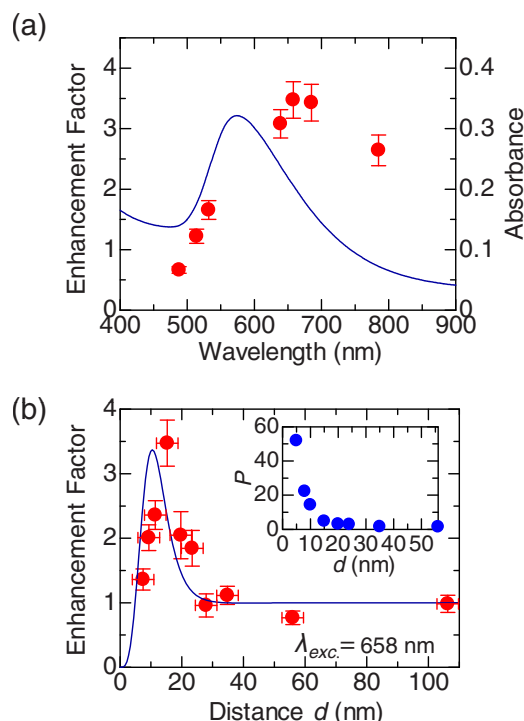 (a)
4
3
2
1
0
0.4
0.3
0.2
0.1
0.0
Enhancement Factor
Absorbance
400 500 600 700 800 900
Wavelength (nm)
(b)
4
3
2
1
0
Enhancement Factor
60
40
20
0
P
0 10 20 30 40 50
d (nm)
λexc.= 658 nm
0 20 40 60 80 100
Distance d (nm)